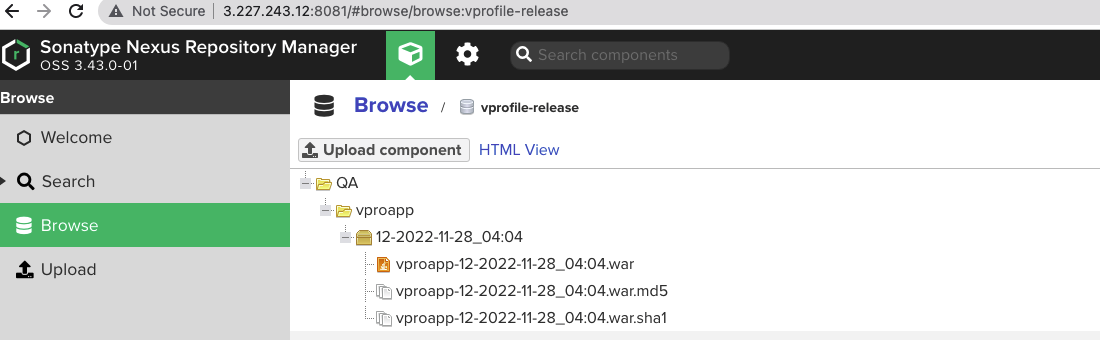 Not Secure | 3.227.243.12:8081/#browse/browse:vprofile-release
Sonatype Nexus Repository Manager
OSS 3.43.0-01
Search components
Browse
Welcome
Search
Browse
Upload
Browse / vprofile-release
Upload component HTML View
QA
vproapp
12-2022-11-28_04:04
vproapp-12-2022-11-28_04:04.war
vproapp-12-2022-11-28_04:04.war.md5
vproapp-12-2022-11-28_04:04.war.sha1